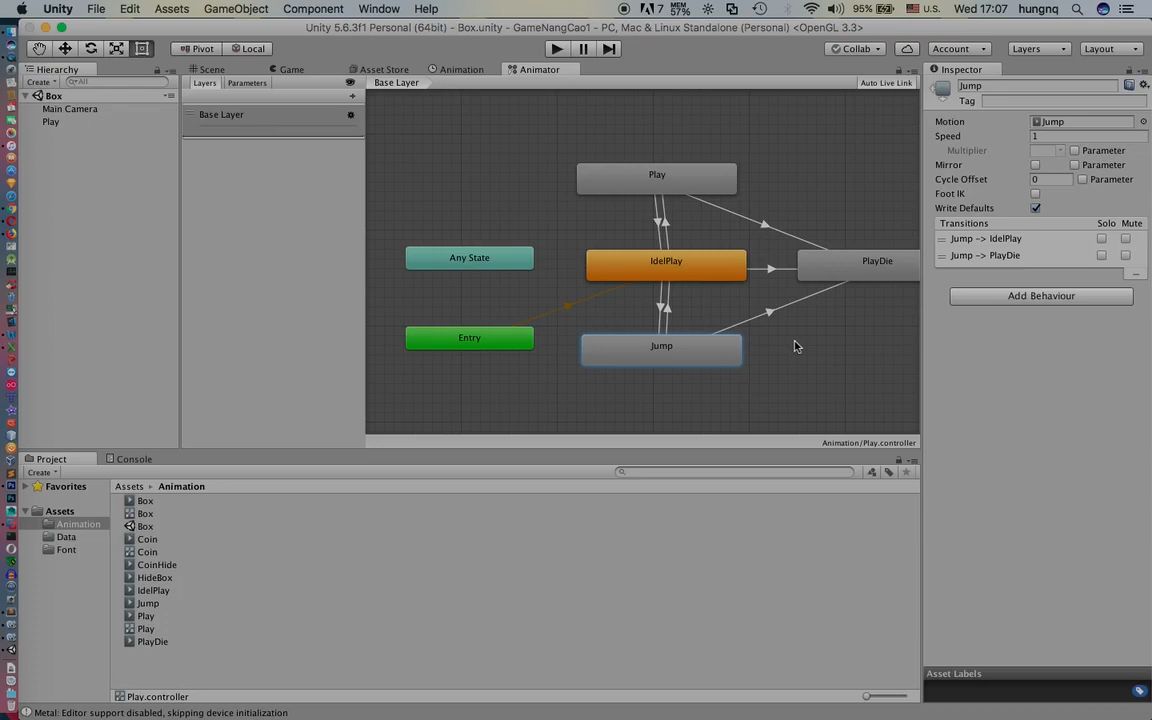 Unity File Edit Assets GameObject Component Window Help 7 MEM 57% 95% U.S. Wed 17:07 hungnq
Unity 5.6.3f1 Personal (64bit) - Box.unity - GameNangCao1 - PC, Mac & Linux Standalone (Personal) <OpenGL 3.3>
Pivot Local Collab Account Layers Layout
Hierarchy Scene Game Asset Store Animation Animator Inspector
Create All Layers Parameters Base Layer Auto Live Link Jump
Box
Tag
Main Camera
Play
Base Layer
Motion Jump
Speed 1
Multiplier Parameter
Mirror Parameter
Cycle Offset 0 Parameter
Foot IK
Write Defaults
Transitions Solo Mute
Jump -> IdelPlay
Jump -> PlayDie
Add Behaviour
Play
Any State
IdelPlay
PlayDie
Entry
Jump
Animation/Play.controller
Project Console
Create
Favorites
Assets
Animation
Data
Font
Assets Animation
Box
Box
Box
Coin
Coin
CoinHide
HideBox
IdelPlay
Jump
Play
Play
PlayDie
Asset Labels
Play.controller
Metal: Editor support disabled, skipping device initialization